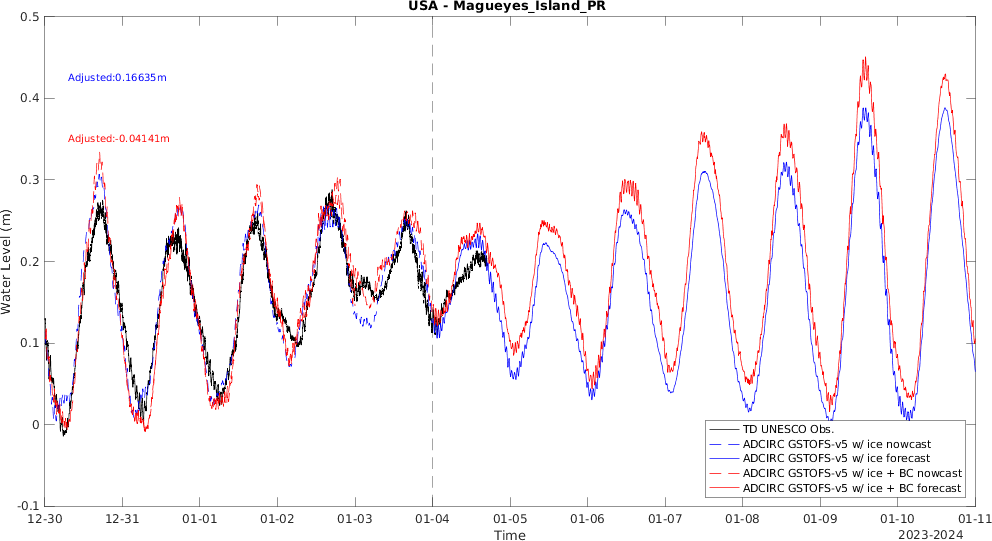 USA - Magueyes_Island_PR
0.5
0.4
0.3
0.2
0.1
0
-0.1
Water Level (m)
Adjusted:0.16635m
Adjusted:-0.04141m
TD UNESCO Obs.
ADCIRC GSTOFS-v5 w/ ice nowcast
ADCIRC GSTOFS-v5 w/ ice forecast
ADCIRC GSTOFS-v5 w/ ice + BC nowcast
ADCIRC GSTOFS-v5 w/ ice + BC forecast
12-30 12-31 01-01 01-02 01-03 01-04 01-05 01-06 01-07 01-08 01-09 01-10 01-11
Time
2023-2024